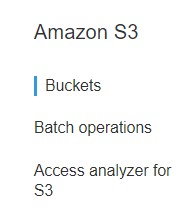 Amazon S3
Buckets
Batch operations
Access analyzer for
S3